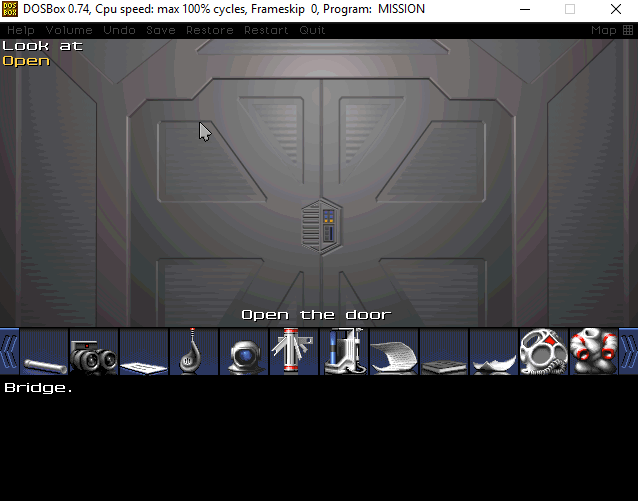 DOSBox 0.74, Cpu speed: max 100% cycles, Frameskip 0, Program: MISSION
Help Volume Undo Save Restore Restart Quit Map
Look at
Open
Open the door
Bridge.